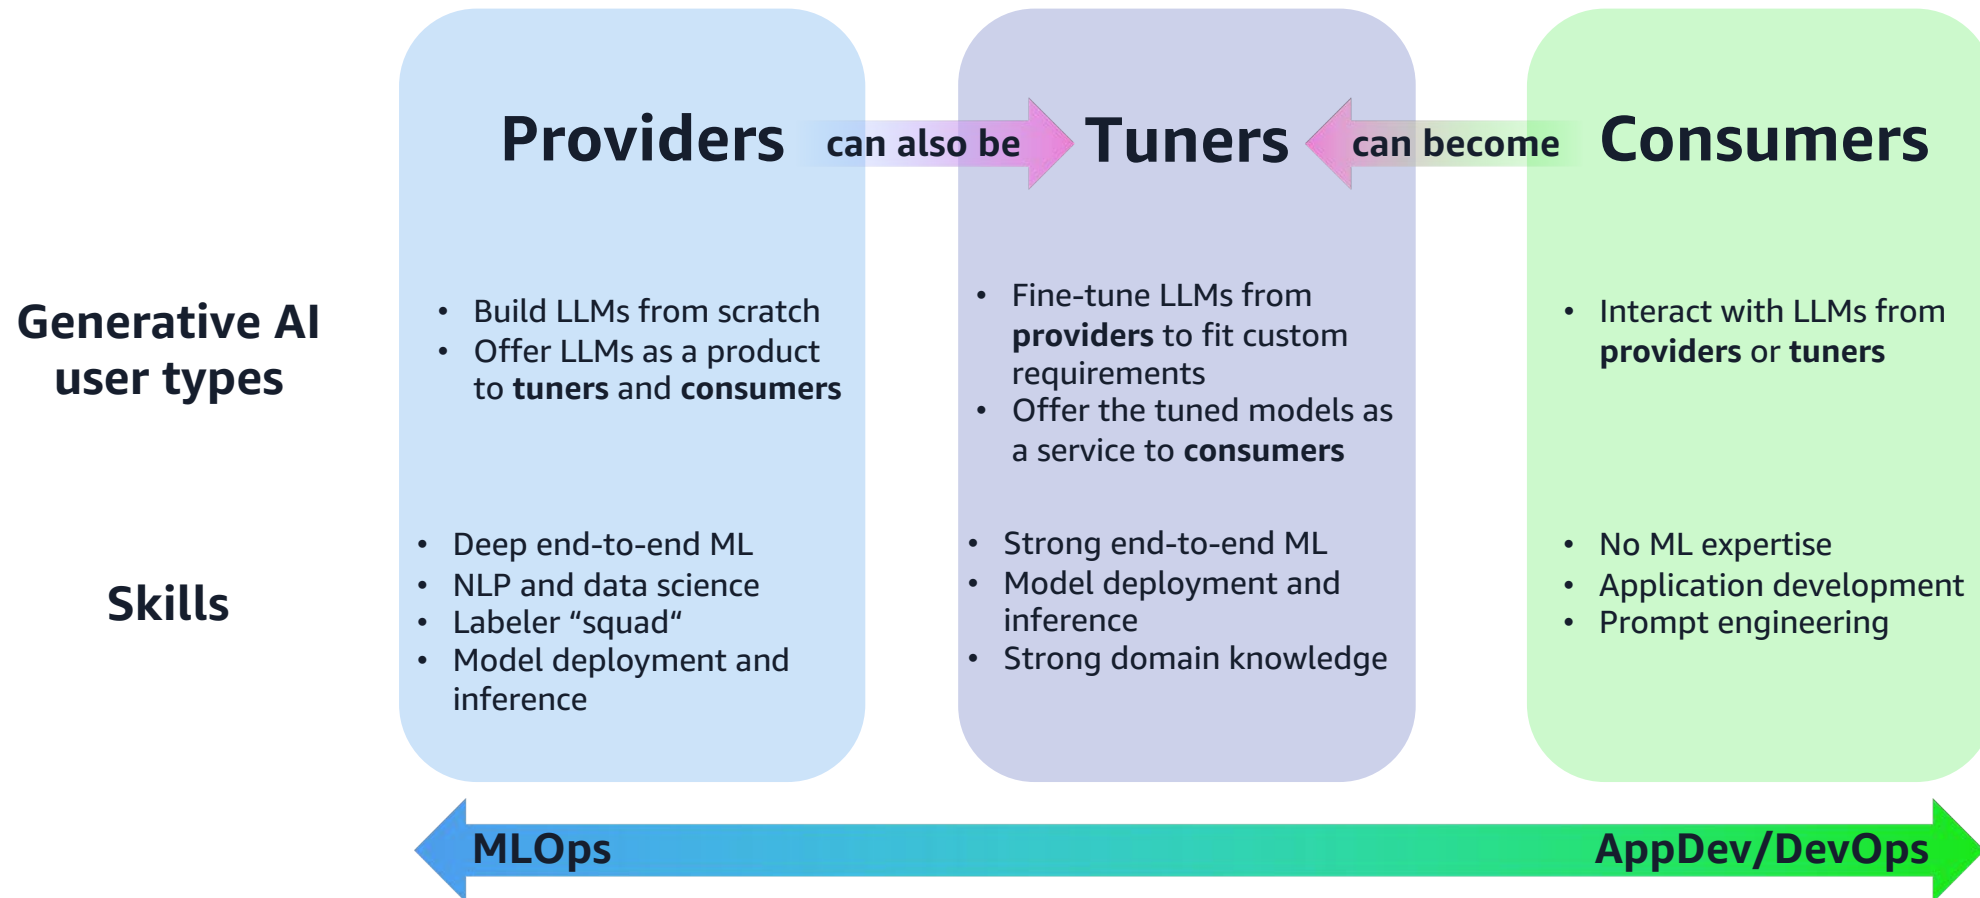 Providers can also be Tuners can become Consumers
Generative AI
user types
• Build LLMs from scratch
• Offer LLMs as a product
to tuners and consumers
• Fine-tune LLMs from
providers to fit custom
requirements
• Offer the tuned models as
a service to consumers
• Interact with LLMs from
providers or tuners
Skills
• Deep end-to-end ML
• NLP and data science
• Labeler “squad“
• Model deployment and
inference
• Strong end-to-end ML
• Model deployment and
inference
• Strong domain knowledge
• No ML expertise
• Application development
• Prompt engineering
MLOps
AppDev/DevOps